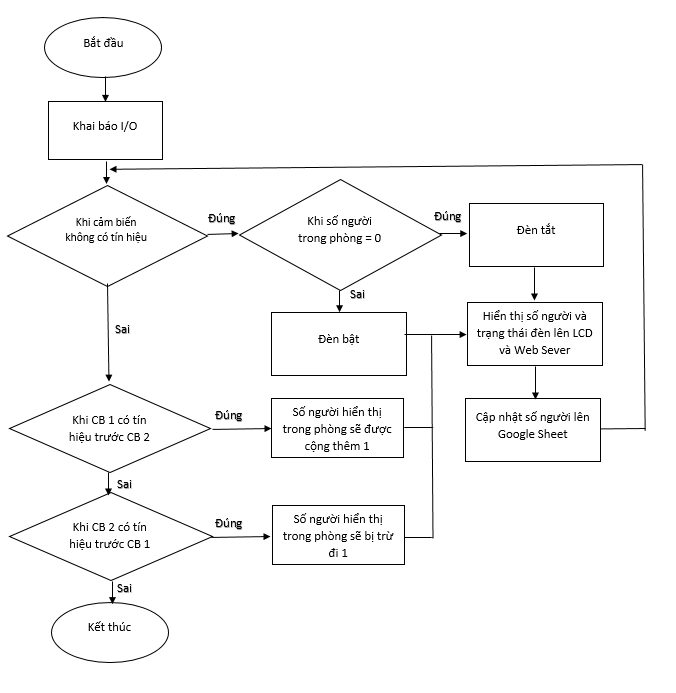 Bắt đầu
Khai báo I/O
Khi cảm biến
không có tín hiệu
Đúng
Khi số người
trong phòng = 0
Đúng
Đèn tắt
Sai
Sai
Đèn bật
Hiển thị số người và
trạng thái đèn lên LCD
và Web Sever
Khi CB 1 có tín
hiệu trước CB 2
Đúng
Số người hiển thị
trong phòng sẽ được
cộng thêm 1
Cập nhật số người lên
Google Sheet
Sai
Khi CB 2 có tín
hiệu trước CB 1
Đúng
Số người hiển thị
trong phòng sẽ bị trừ
đi 1
Sai
Kết thúc